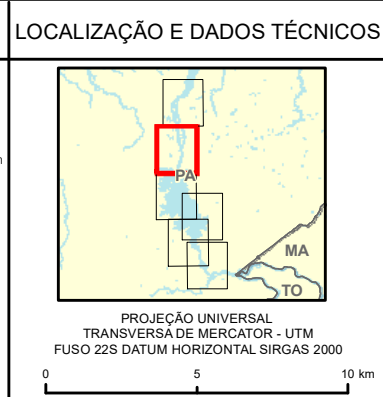 LOCALIZAÇÃO E DADOS TÉCNICOS
PA
MA
TO
PROJEÇÃO UNIVERSAL
TRANSVERSA DE MERCATOR - UTM
FUSO 22S DATUM HORIZONTAL SIRGAS 2000
0 5 10 km